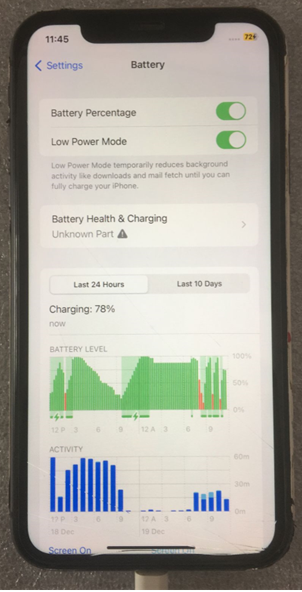 11:45
72+
Settings
Battery
Battery Percentage
Low Power Mode
Low Power Mode temporarily reduces background
activity like downloads and mail fetch until you can
fully charge your iPhone.
Battery Health & Charging
Unknown Part
Last 24 Hours
Last 10 Days
Charging: 78%
now
BATTERY LEVEL
100%
50%
0%
12 P 3 6 9 12 A 3 6 9
ACTIVITY
60m
30m
0m
12 P 3 6 9 12 A 3 6 9
18 Dec
19 Dec
Screen On